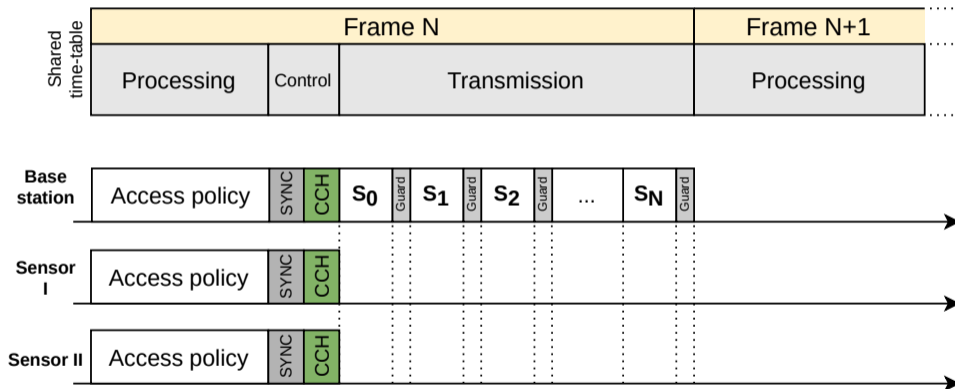 Shared
time-table
Frame N
Frame N+1
Processing
Control
Transmission
Processing
Base
station
Access policy
SYNC
CCH
S0
Guard
S1
Guard
S2
Guard
...
SN
Guard
Sensor
I
Access policy
SYNC
CCH
Sensor II
Access policy
SYNC
CCH